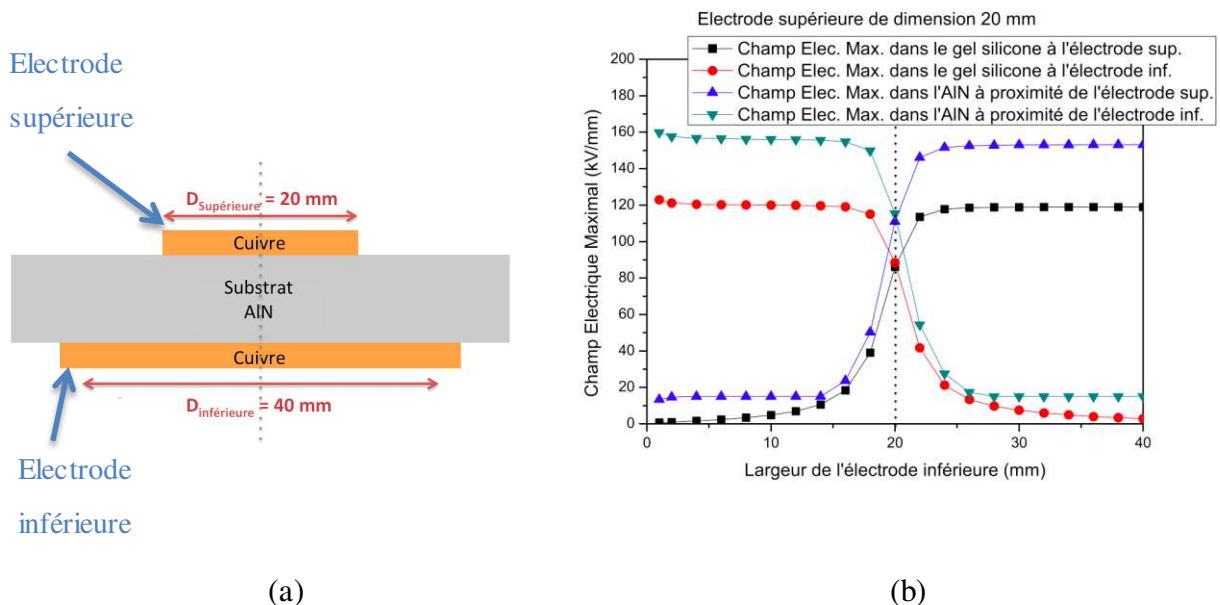 Electrode
supérieure
D Supérieure = 20 mm
Cuivre
Substrat
AlN
Cuivre
D inférieure = 40 mm
Electrode
inférieure
(a)
Electrode supérieure de dimension 20 mm
Champ Elec. Max. dans le gel silicone à l'électrode sup.
Champ Elec. Max. dans le gel silicone à l'électrode inf.
Champ Elec. Max. dans l'AlN à proximité de l'électrode sup.
Champ Elec. Max. dans l'AlN à proximité de l'électrode inf.
Champ Electrique Maximal (kV/mm)
200
180
160
140
120
100
80
60
40
20
0
0 10 20 30 40
Largeur de l'électrode inférieure (mm)
(b)